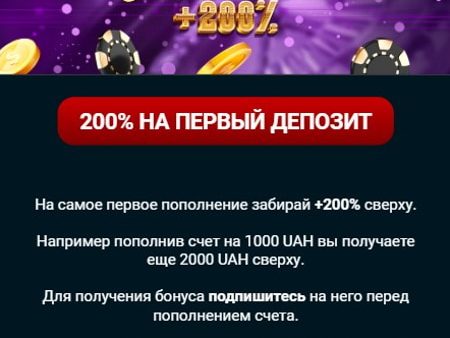 +200%
200% НА ПЕРВЫЙ ДЕПОЗИТ
На самое первое пополнение забирай +200% сверху.
Например пополнив счет на 1000 UAH вы получаете
еще 2000 UAH сверху.
Для получения бонуса подпишитесь на него перед
пополнением счета.